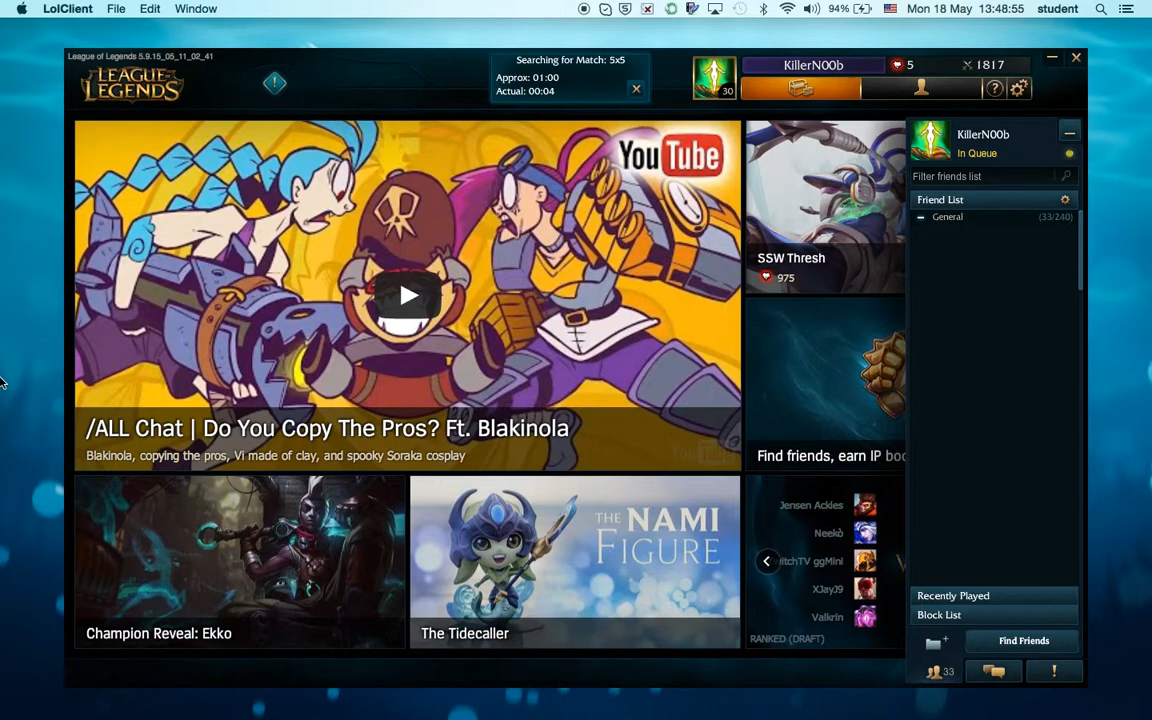 LolClient File Edit Window
94% Mon 18 May 13:48:55 student
League of Legends 5.9.15_05_11_02_41
LEAGUE of LEGENDS
Searching for Match: 5x5
Approx: 01:00
Actual: 00:04
30
KillerN00b
5
1817
?
YouTube
/ALL Chat | Do You Copy The Pros? Ft. Blakinola
Blakinola, copying the pros, Vi made of clay, and spooky Soraka cosplay
SSW Thresh
975
Find friends, earn IP boo
Champion Reveal: Ekko
THE NAMI
FIGURE
The Tidecaller
Jensen Ackles
Neekò
itchTV ggMini
XJayJ9
Valkrin
RANKED (DRAFT)
KillerN00b
In Queue
Filter friends list
Friend List
General (33/240)
Recently Played
Block List
Find Friends
33